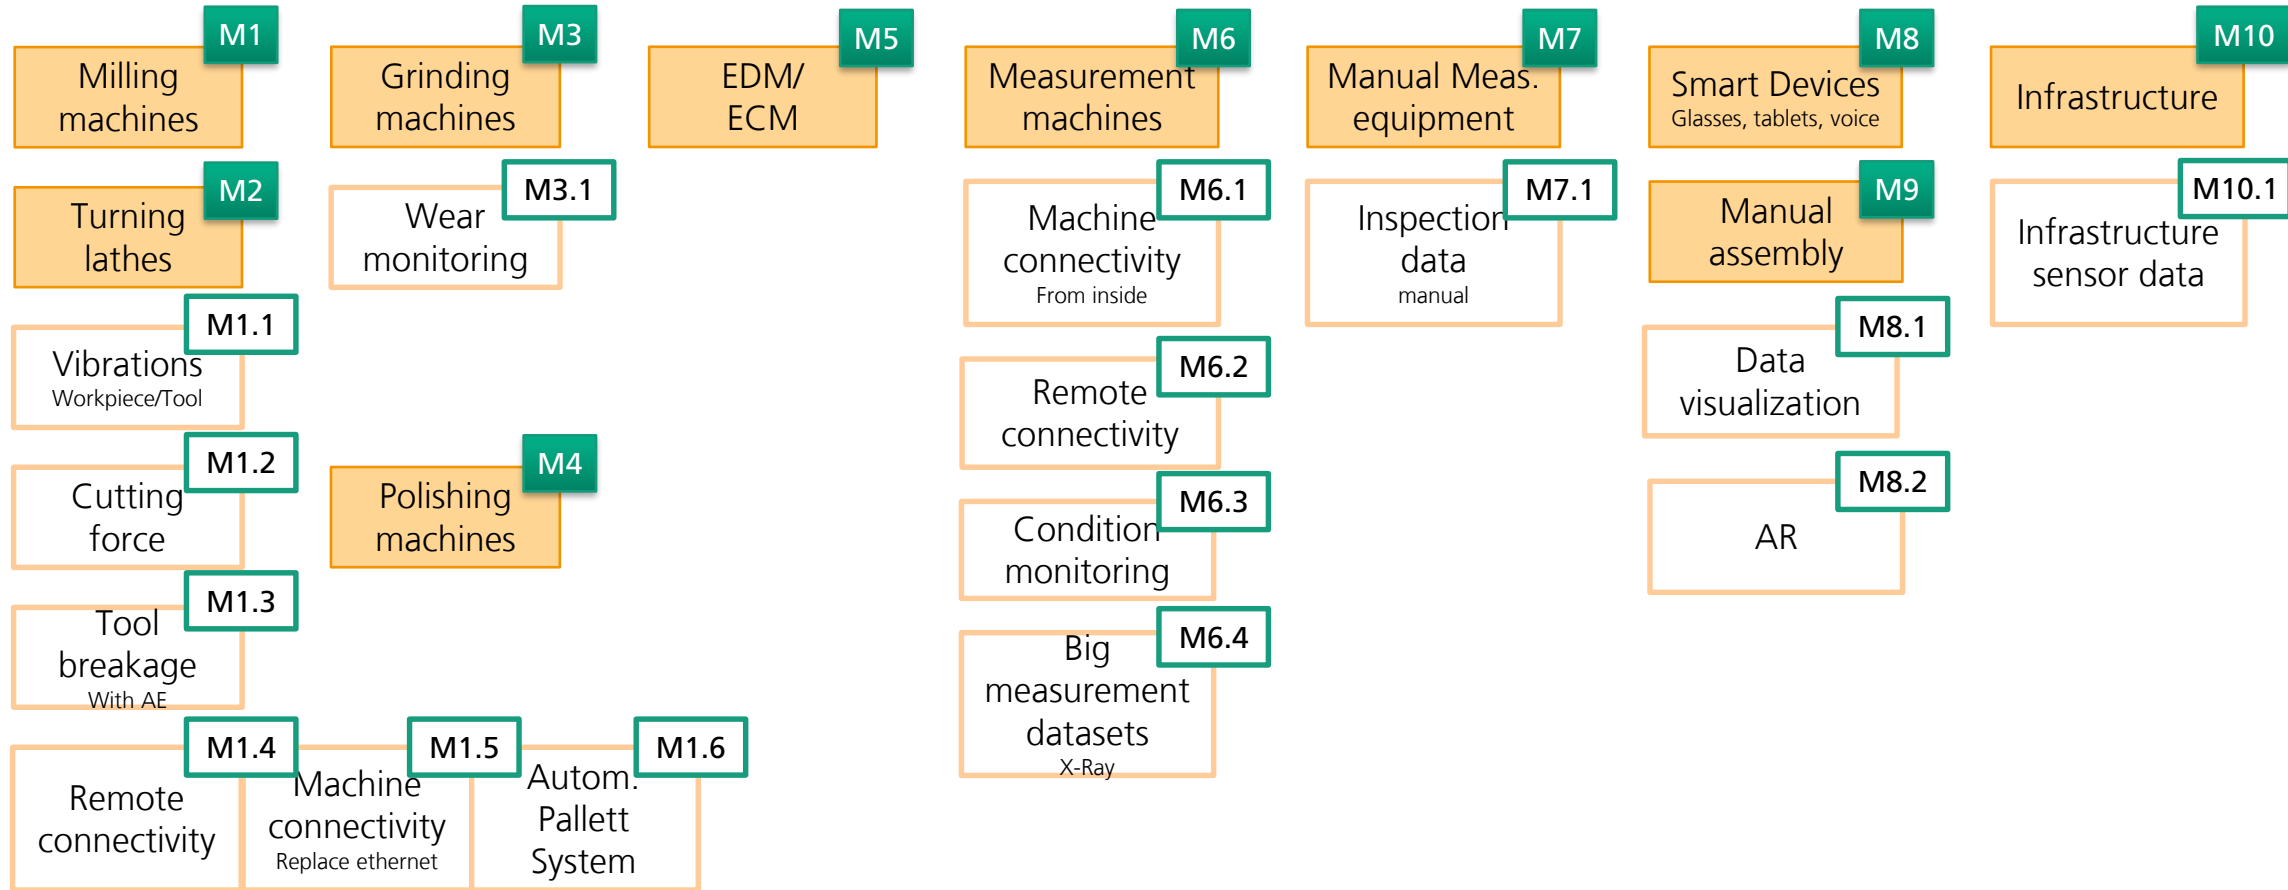 M1
Milling
machines
M2
Turning
lathes
M1.1
Vibrations
Workpiece/Tool
M1.2
Cutting
force
M1.3
Tool
breakage
With AE
M1.4
Remote
connectivity
M1.5
Machine
connectivity
Replace ethernet
M1.6
Autom.
Pallett
System
M3
Grinding
machines
M3.1
Wear
monitoring
M4
Polishing
machines
M5
EDM/
ECM
M6
Measurement
machines
M6.1
Machine
connectivity
From inside
M6.2
Remote
connectivity
M6.3
Condition
monitoring
M6.4
Big
measurement
datasets
X-Ray
M7
Manual Meas.
equipment
M7.1
Inspection
data
manual
M8
Smart Devices
Glasses, tablets, voice
M9
Manual
assembly
M8.1
Data
visualization
M8.2
AR
M10
Infrastructure
M10.1
Infrastructure
sensor data